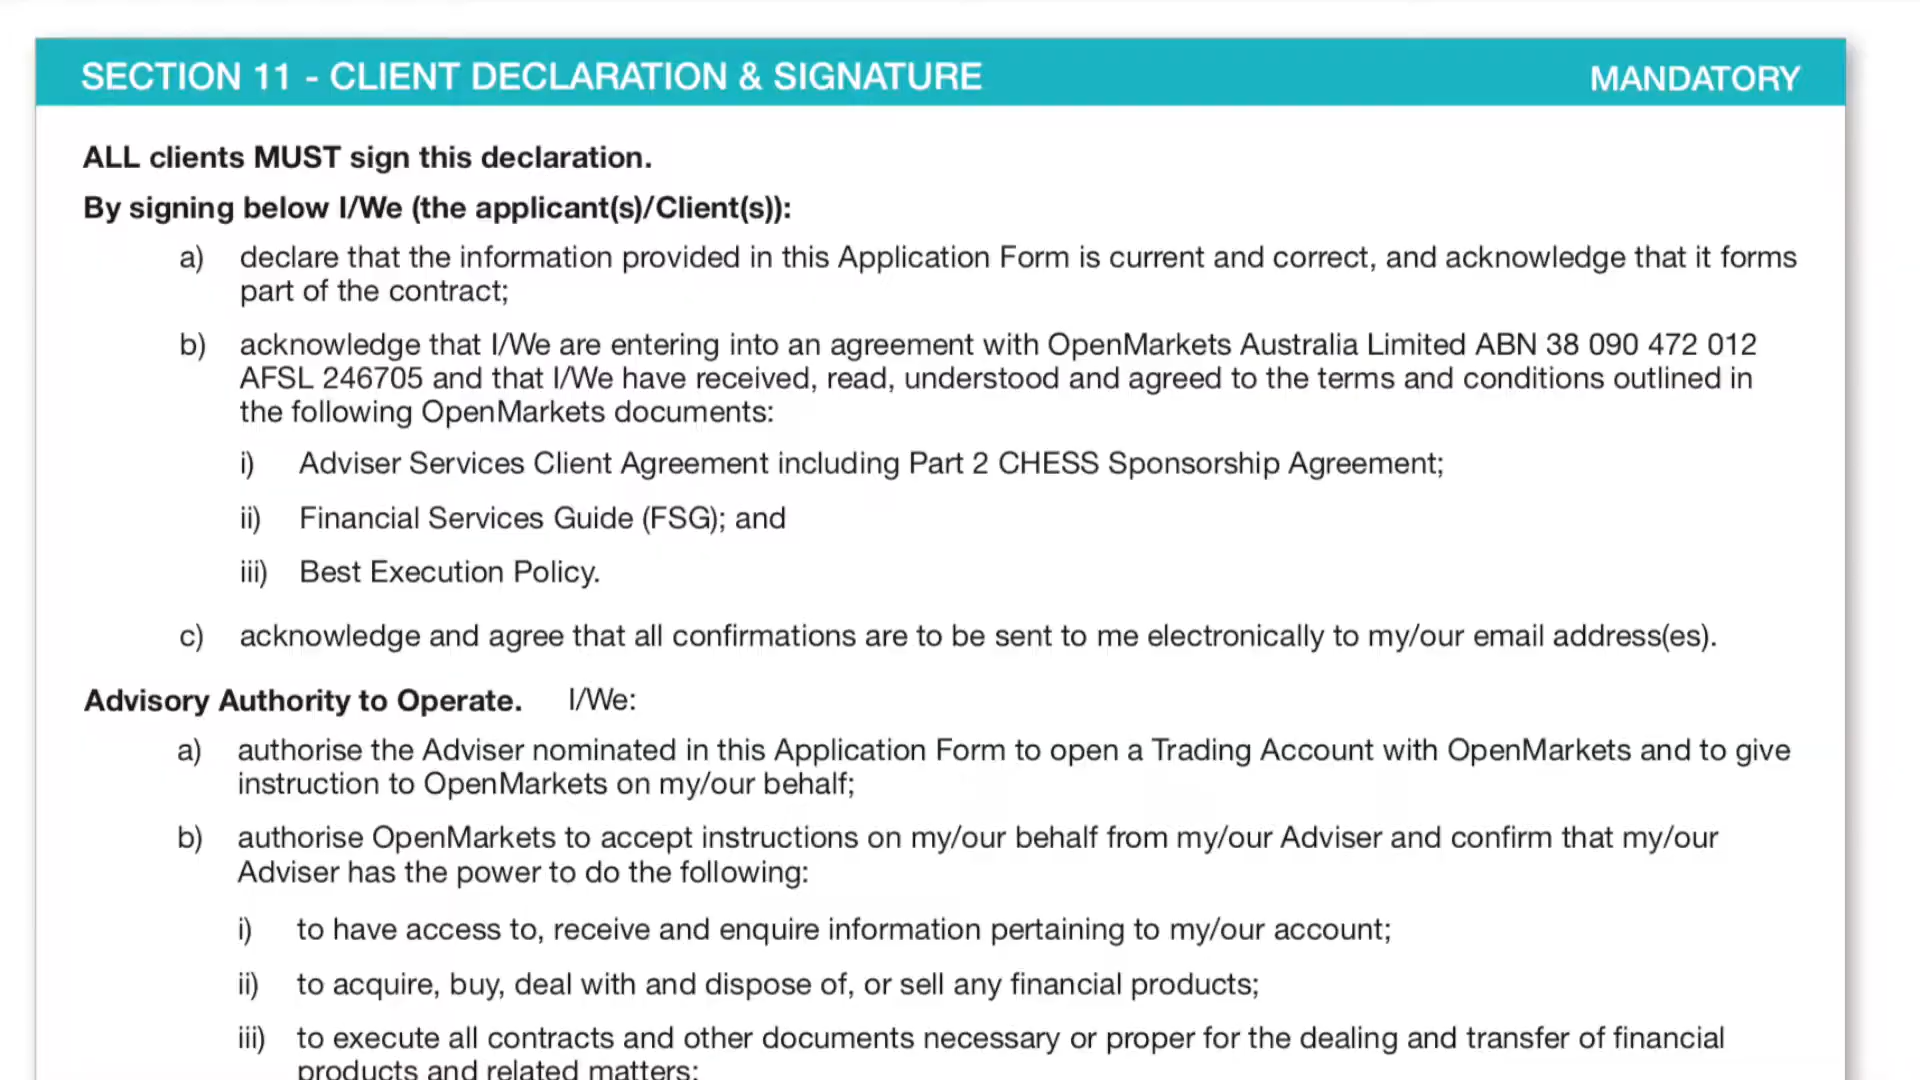 SECTION 11 - CLIENT DECLARATION & SIGNATURE MANDATORY
ALL clients MUST sign this declaration.
By signing below I/We (the applicant(s)/Client(s)):
a) declare that the information provided in this Application Form is current and correct, and acknowledge that it forms
part of the contract;
b) acknowledge that I/We are entering into an agreement with OpenMarkets Australia Limited ABN 38 090 472 012
AFSL 246705 and that I/We have received, read, understood and agreed to the terms and conditions outlined in
the following OpenMarkets documents:
i) Adviser Services Client Agreement including Part 2 CHESS Sponsorship Agreement;
ii) Financial Services Guide (FSG); and
iii) Best Execution Policy.
c) acknowledge and agree that all confirmations are to be sent to me electronically to my/our email address(es).
Advisory Authority to Operate. I/We:
a) authorise the Adviser nominated in this Application Form to open a Trading Account with OpenMarkets and to give
instruction to OpenMarkets on my/our behalf;
b) authorise OpenMarkets to accept instructions on my/our behalf from my/our Adviser and confirm that my/our
Adviser has the power to do the following:
i) to have access to, receive and enquire information pertaining to my/our account;
ii) to acquire, buy, deal with and dispose of, or sell any financial products;
iii) to execute all contracts and other documents necessary or proper for the dealing and transfer of financial
products and related matters;